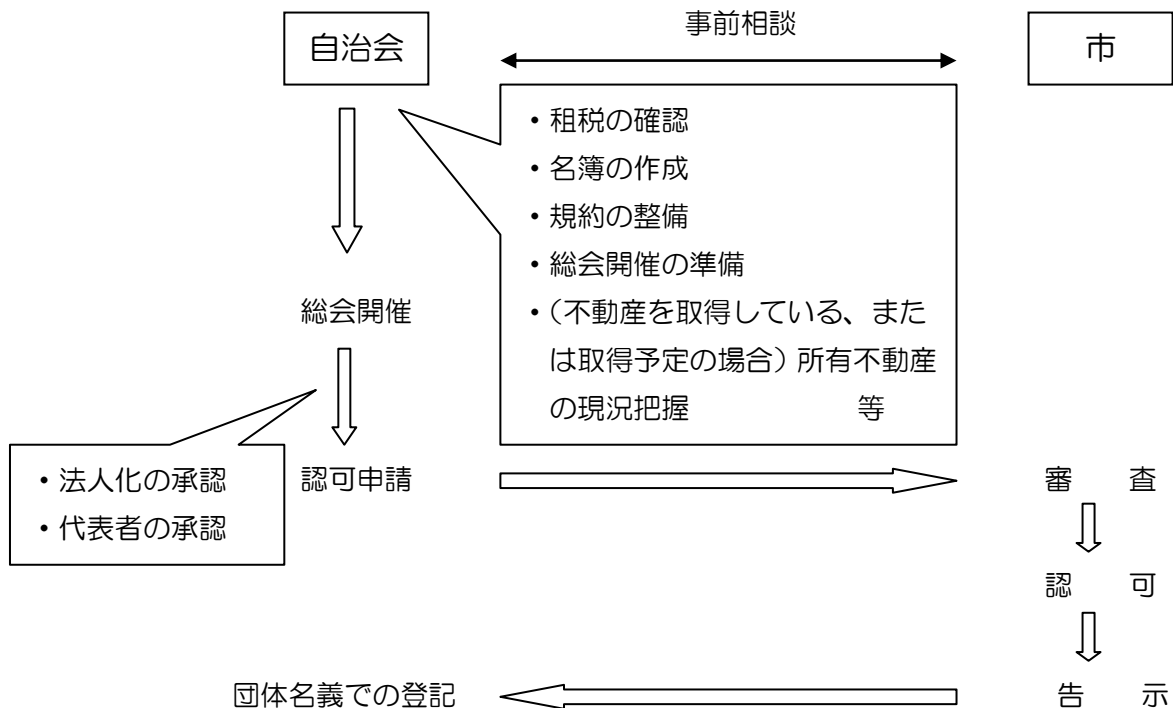 事前相談
自治会
市
・租税の確認
・名簿の作成
・規約の整備
・総会開催の準備
・(不動産を取得している、また
は取得予定の場合)所有不動産
の現況把握 等
総会開催
・法人化の承認
・代表者の承認
認可申請
審 査
認 可
団体名義での登記
告 示